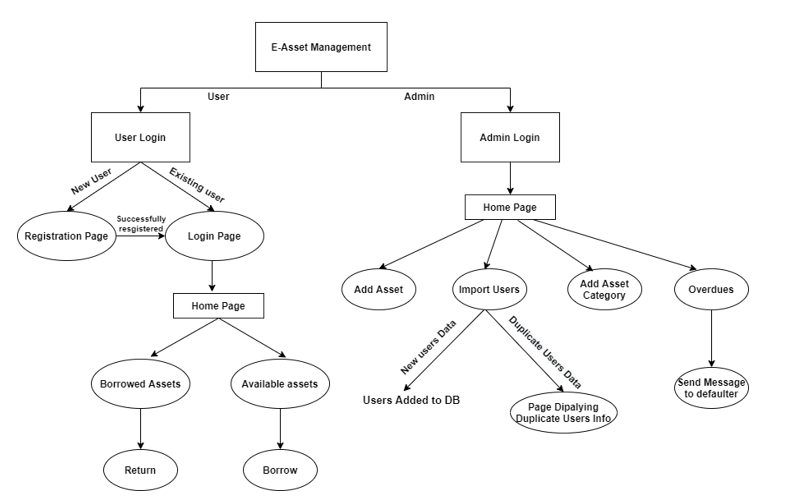 E-Asset Management
User
Admin
User Login
Admin Login
New User
Existing user
Home Page
Successfully
resgistered
Registration Page
Login Page
Add Asset
Import Users
Add Asset
Category
Overdues
Home Page
New users Data
Duplicate Users Data
Borrowed Assets
Available assets
Users Added to DB
Send Message
to defaulter
Page Dipalying
Duplicate Users Info
Return
Borrow